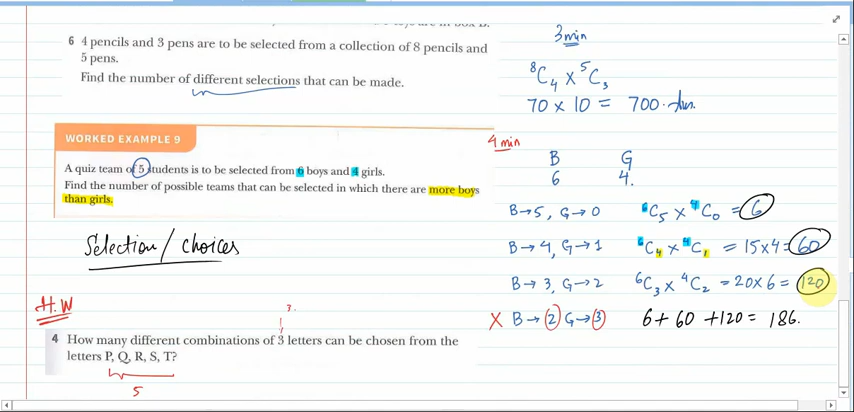 6 4 pencils and 3 pens are to be selected from a collection of 8 pencils and
5 pens.
Find the number of different selections that can be made.
3 min
⁸C₄ x ⁵C₃
70 x 10 = 700
WORKED EXAMPLE 9
A quiz team of 5 students is to be selected from 6 boys and 4 girls.
Find the number of possible teams that can be selected in which there are more boys
than girls.
4 min
B G
6 4.
B→5, G→0 ⁶C₅ x ⁴C₀ = 6
B→4, G→1 ⁶C₄ x ⁴C₁ = 15x4 = 60
B→3, G→2 ⁶C₃ x ⁴C₂ = 20x6 = 120
X B→2 G→3 6+60+120 = 186.
Selection/choices
H.W
3.
4 How many different combinations of 3 letters can be chosen from the
letters P, Q, R, S, T?
5